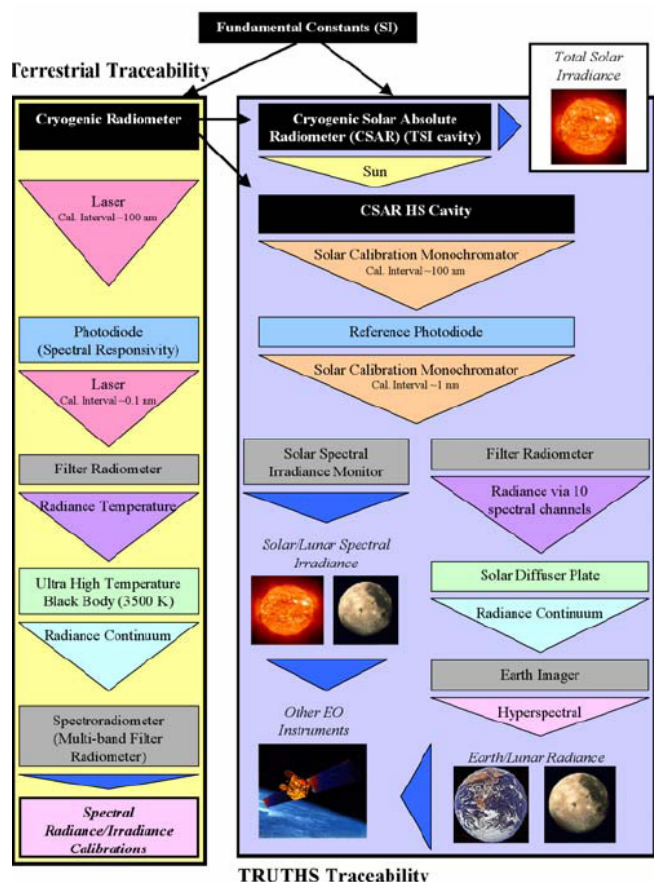 Fundamental Constants (SI)
Terrestrial Traceability
Cryogenic Radiometer
Laser
Cal. Interval ~100 nm
Photodiode
(Spectral Responsivity)
Laser
Cal. Interval ~0.1 nm
Filter Radiometer
Radiance Temperature
Ultra High Temperature
Black Body (3500 K)
Radiance Continuum
Spectroradiometer
(Multi-band Filter
Radiometer)
Spectral
Radiance/Irradiance
Calibrations
Cryogenic Solar Absolute
Radiometer (CSAR) (TSI cavity)
Total Solar
Irradiance
Sun
CSAR HS Cavity
Solar Calibration Monochromator
Cal. Interval ~100 nm
Reference Photodiode
Solar Calibration Monochromator
Cal. Interval ~1 nm
Solar Spectral
Irradiance Monitor
Solar/Lunar Spectral
Irradiance
Other EO
Instruments
Filter Radiometer
Radiance via 10
spectral channels
Solar Diffuser Plate
Radiance Continuum
Earth Imager
Hyperspectral
Earth/Lunar Radiance
TRUTHS Traceability